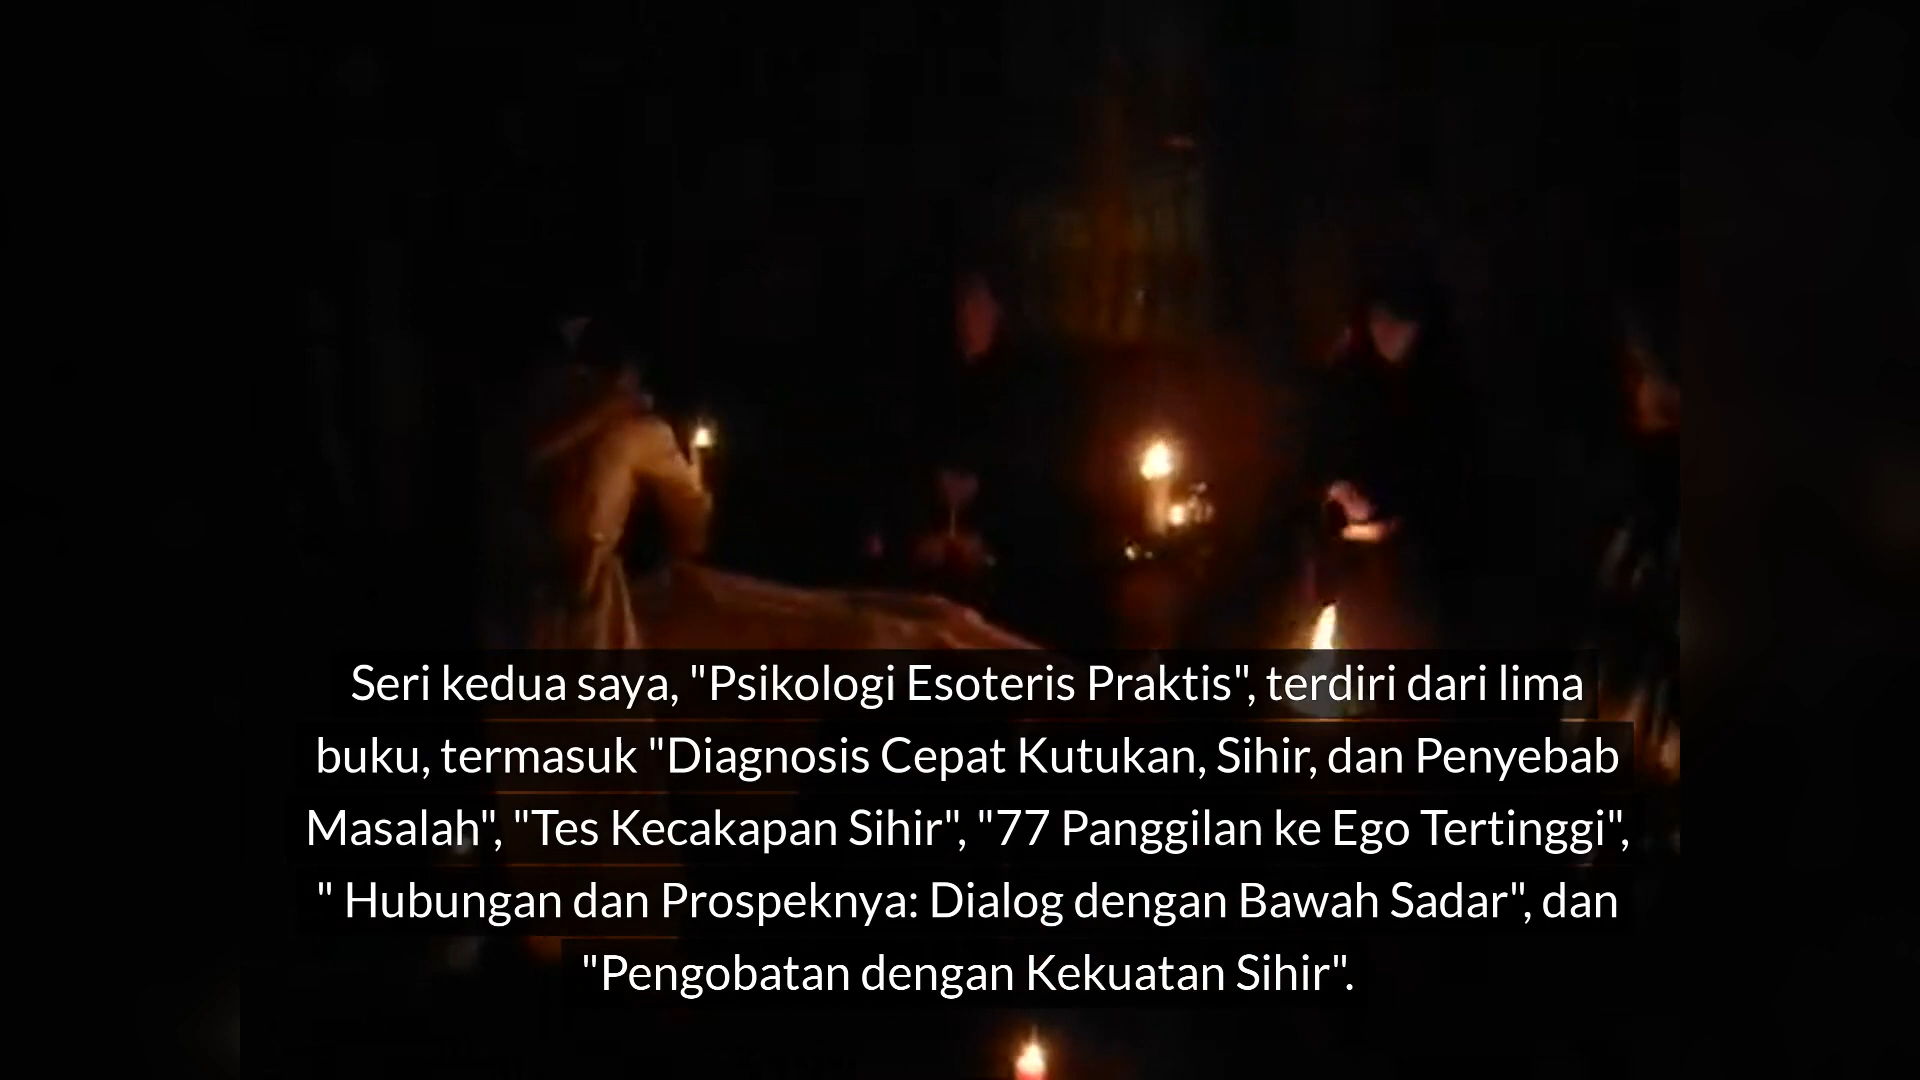 Seri kedua saya, "Psikologi Esoteris Praktis", terdiri dari lima
buku, termasuk "Diagnosis Cepat Kutukan, Sihir, dan Penyebab
Masalah", "Tes Kecakapan Sihir", "77 Panggilan ke Ego Tertinggi",
" Hubungan dan Prospeknya: Dialog dengan Bawah Sadar", dan
"Pengobatan dengan Kekuatan Sihir".